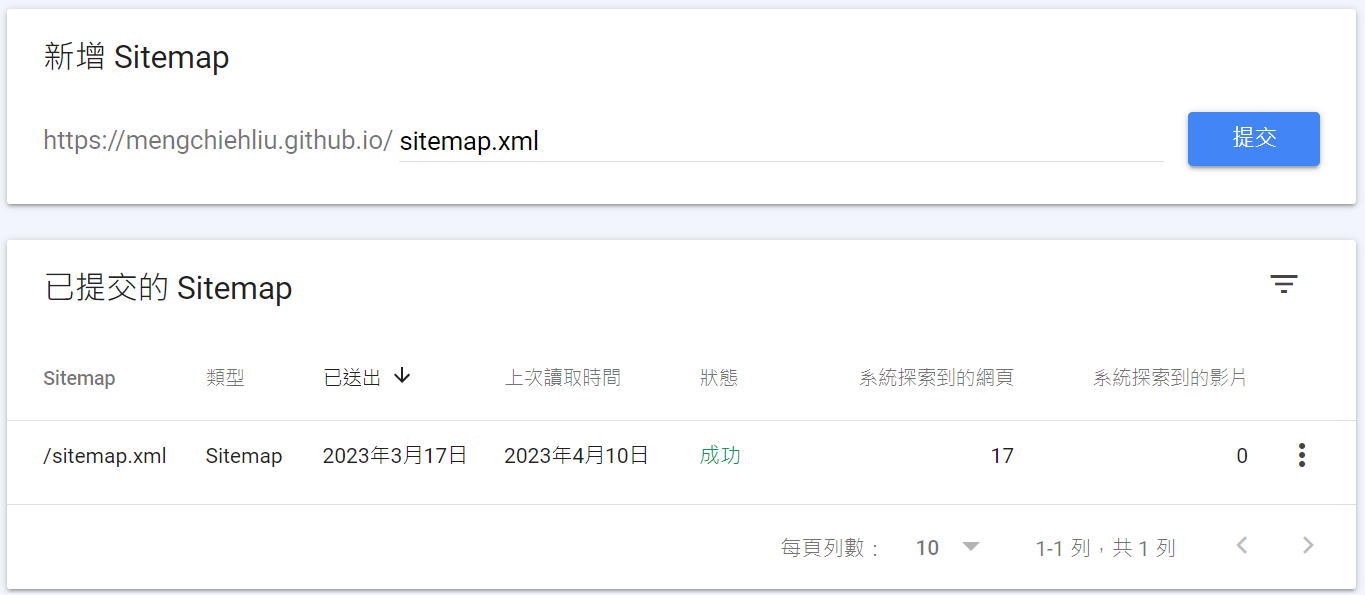 新增 Sitemap
https://mengchiehliu.github.io/ sitemap.xml 提交
已提交的 Sitemap
Sitemap 類型 已送出 ↓ 上次讀取時間 狀態 系統探索到的網頁 系統探索到的影片
/sitemap.xml Sitemap 2023年3月17日 2023年4月10日 成功 17 0
每頁列數： 10 1-1 列，共 1 列